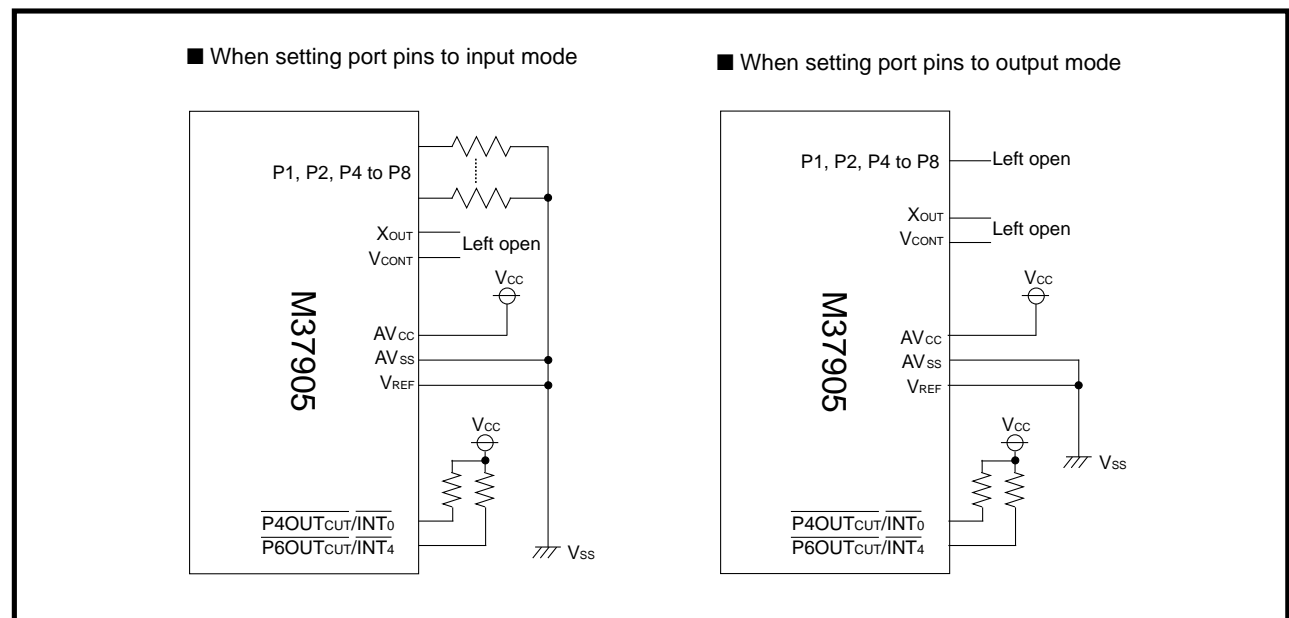 ■ When setting port pins to input mode
P1, P2, P4 to P8
XOUT
VCONT
Left open
VCC
M37905
AVCC
AVSS
VREF
VCC
P4OUTCUT/INT0
P6OUTCUT/INT4
VSS
■ When setting port pins to output mode
P1, P2, P4 to P8
Left open
XOUT
VCONT
Left open
VCC
M37905
AVCC
AVSS
VREF
VCC
VSS
P4OUTCUT/INT0
P6OUTCUT/INT4